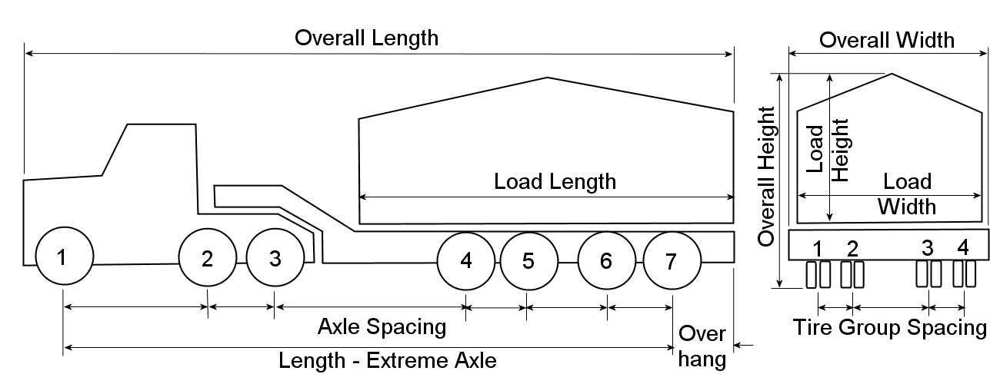 Overall Length
Load Length
1 2 3 4 5 6 7
Axle Spacing
Length - Extreme Axle
Over
hang
Overall Width
Overall Height
Load
Height
Load
Width
1 2 3 4
Tire Group Spacing